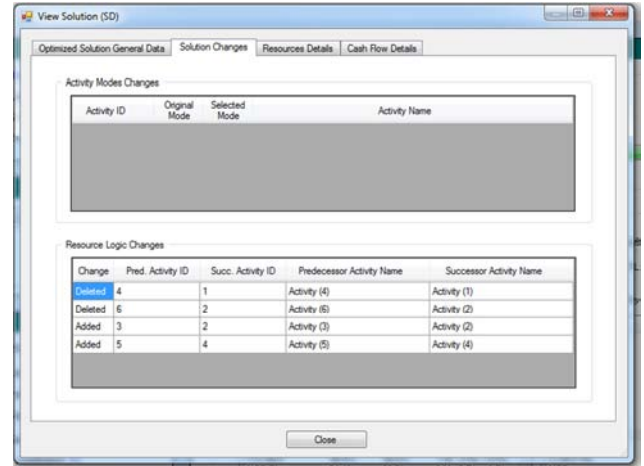 View Solution (SD)
Optimized Solution General Data Solution Changes Resources Details Cash Flow Details
Activity Modes Changes
Activity ID Original Mode Selected Mode Activity Name
Resource Logic Changes
Change Pred. Activity ID Succ. Activity ID Predecessor Activity Name Successor Activity Name
Deleted 4 1 Activity (4) Activity (1)
Deleted 6 2 Activity (6) Activity (2)
Added 3 2 Activity (3) Activity (2)
Added 5 4 Activity (5) Activity (4)
Close